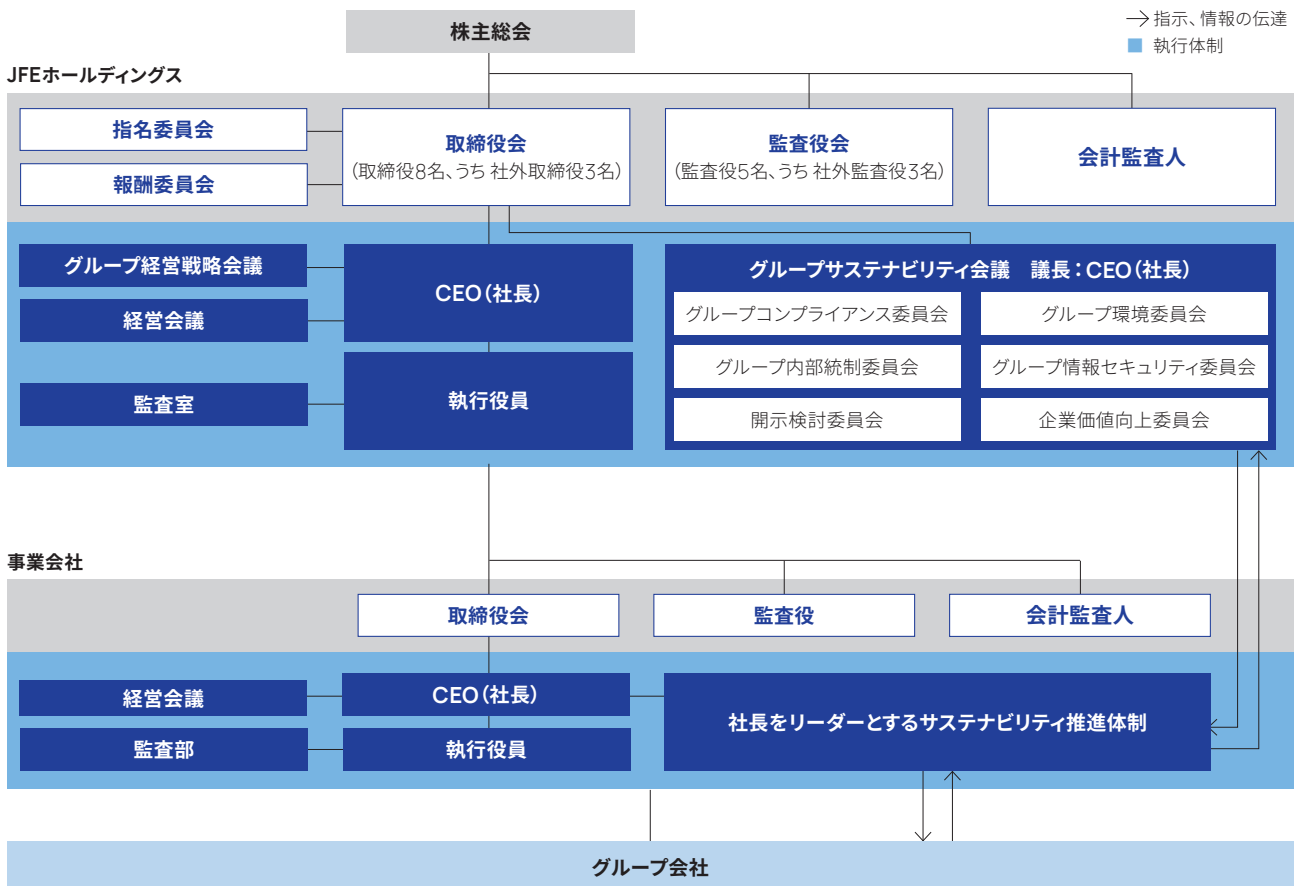 株主総会
指示、情報の伝達
執行体制
JFEホールディングス
指名委員会
報酬委員会
取締役会
(取締役8名、うち 社外取締役3名)
監査役会
(監査役5名、うち 社外監査役3名)
会計監査人
グループ経営戦略会議
経営会議
監査室
CEO(社長)
執行役員
グループサステナビリティ会議 議長:CEO(社長)
グループコンプライアンス委員会
グループ環境委員会
グループ内部統制委員会
グループ情報セキュリティ委員会
開示検討委員会
企業価値向上委員会
事業会社
取締役会
監査役
会計監査人
経営会議
CEO(社長)
監査部
執行役員
社長をリーダーとするサステナビリティ推進体制
グループ会社